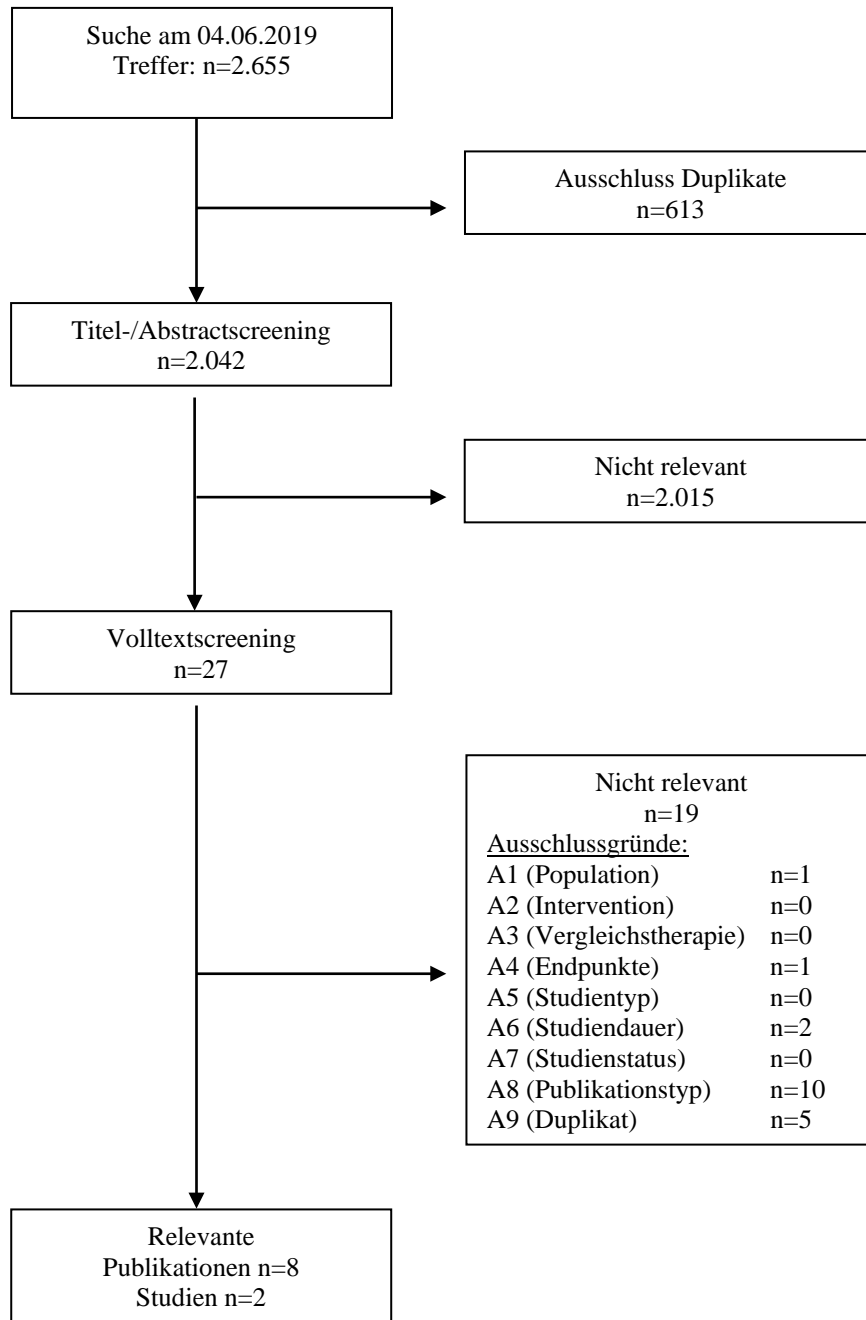 Suche am 04.06.2019
Treffer: n=2.655
Ausschluss Duplikate
n=613
Titel-/Abstractscreening
n=2.042
Nicht relevant
n=2.015
Volltextscreening
n=27
Nicht relevant
n=19
Ausschlussgründe:
A1 (Population) n=1
A2 (Intervention) n=0
A3 (Vergleichstherapie) n=0
A4 (Endpunkte) n=1
A5 (Studientyp) n=0
A6 (Studiendauer) n=2
A7 (Studienstatus) n=0
A8 (Publikationstyp) n=10
A9 (Duplikat) n=5
Relevante
Publikationen n=8
Studien n=2